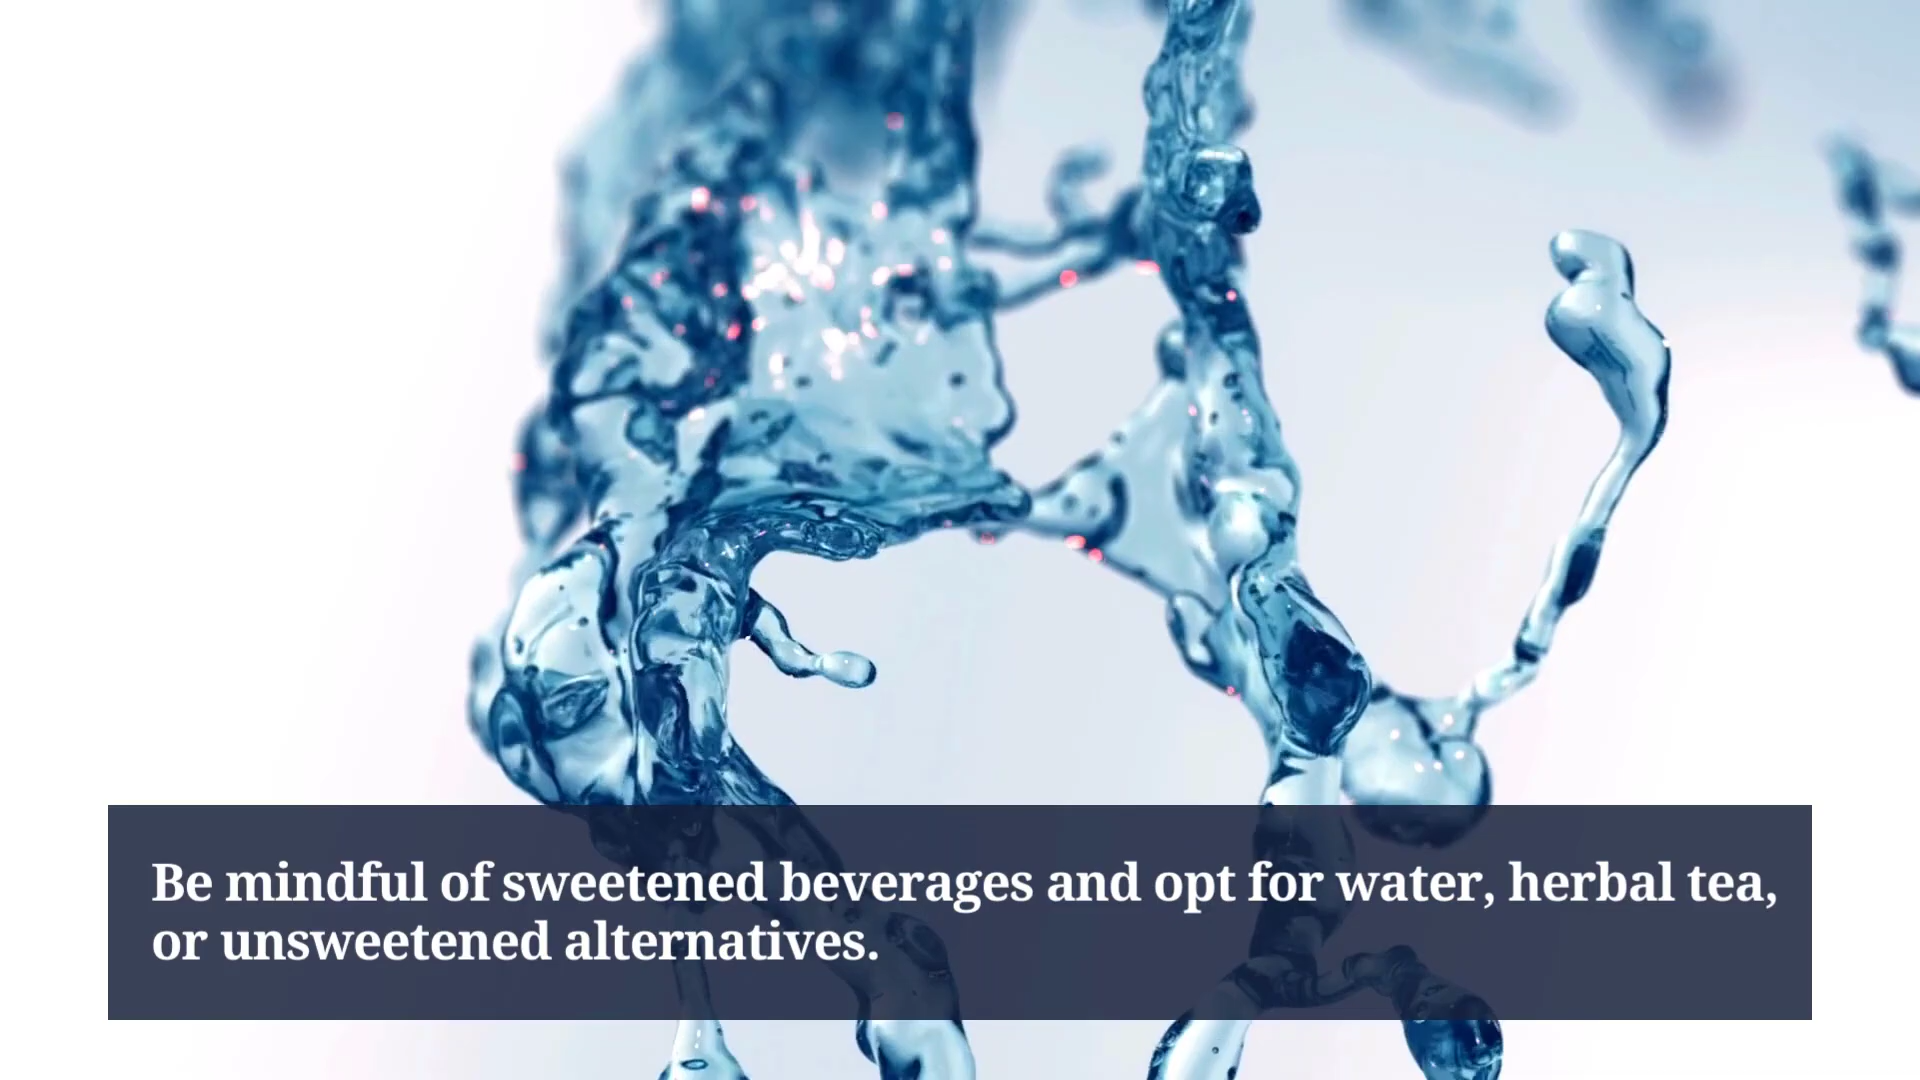 Be mindful of sweetened beverages and opt for water, herbal tea,
or unsweetened alternatives.